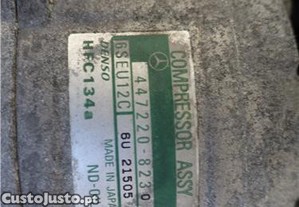 COMPRESSOR ASSY
447220-8230
6SEU12C
6U 21505
DENSO
HFC134a
MADE IN JAPAN
ND-O
CustoJusto.pt